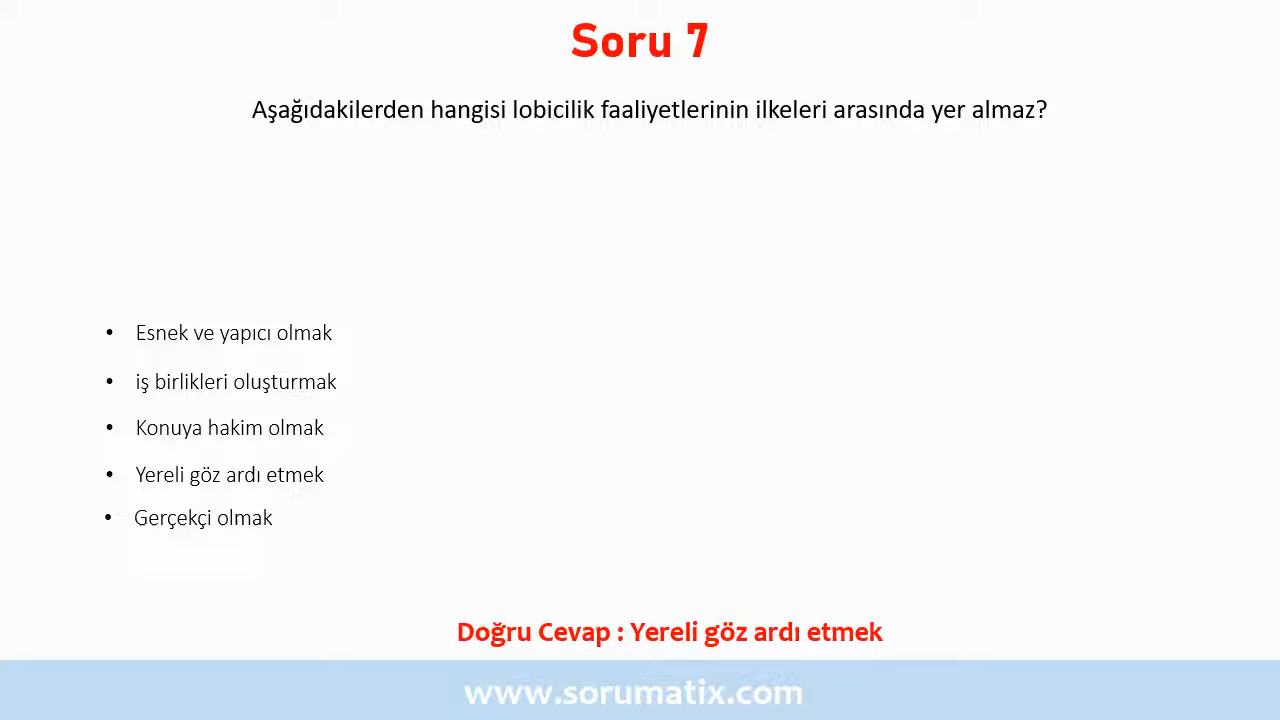 Soru 7
Aşağıdakilerden hangisi lobicilik faaliyetlerinin ilkeleri arasında yer almaz?
• Esnek ve yapıcı olmak
• iş birlikleri oluşturmak
• Konuya hakim olmak
• Yereli göz ardı etmek
• Gerçekçi olmak
Doğru Cevap : Yereli göz ardı etmek
www.sorumatix.com